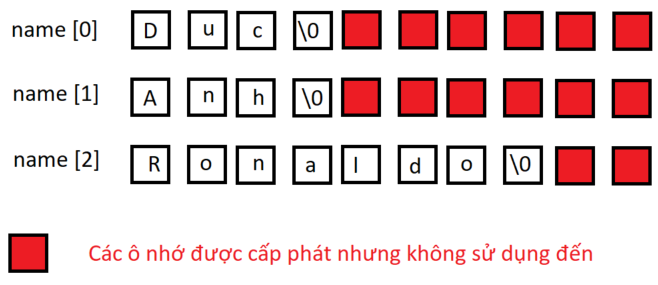 name [0] D u c \0
name [1] A n h \0
name [2] R o n a l d o \0
Các ô nhớ được cấp phát nhưng không sử dụng đến